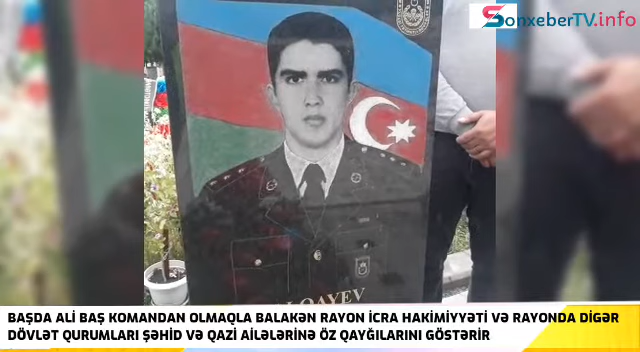 SonxeberTV.info
BAŞDA ALİ BAŞ KOMANDAN OLMAQLA BALAKƏN RAYON İCRA HAKİMİYYƏTİ VƏ RAYONDA DİGƏR
DÖVLƏT QURUMLARI ŞƏHİD VƏ QAZİ AİLƏLƏRİNƏ ÖZ QAYĞILARINI GÖSTƏRİR